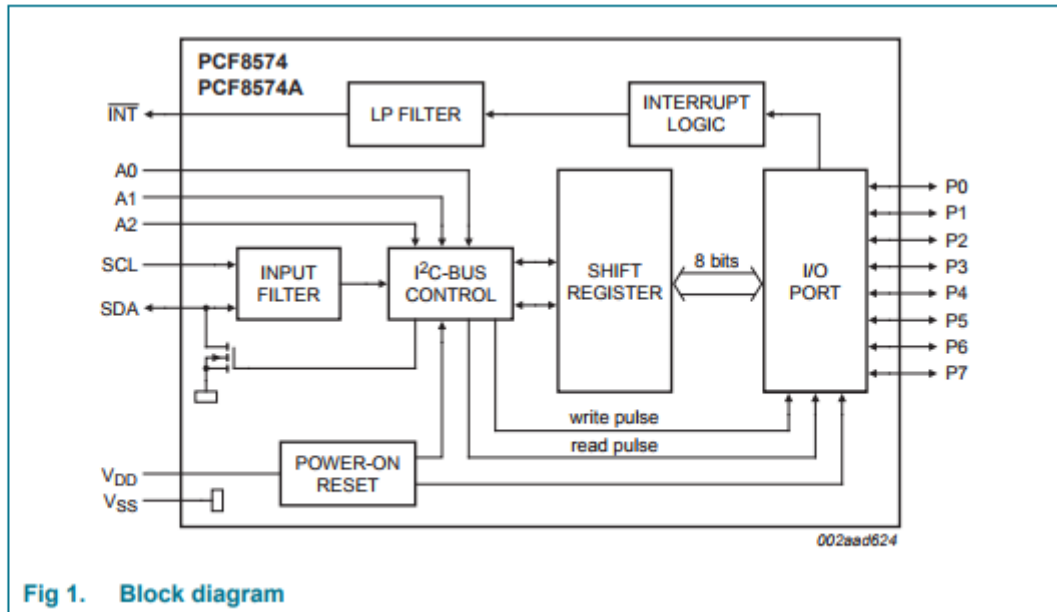 PCF8574
PCF8574A
INT
LP FILTER
INTERRUPT
LOGIC
A0
A1
A2
SCL
SDA
INPUT
FILTER
I²C-BUS
CONTROL
SHIFT
REGISTER
8 bits
I/O
PORT
P0
P1
P2
P3
P4
P5
P6
P7
write pulse
read pulse
VDD
VSS
POWER-ON
RESET
002aad624
Fig 1. Block diagram